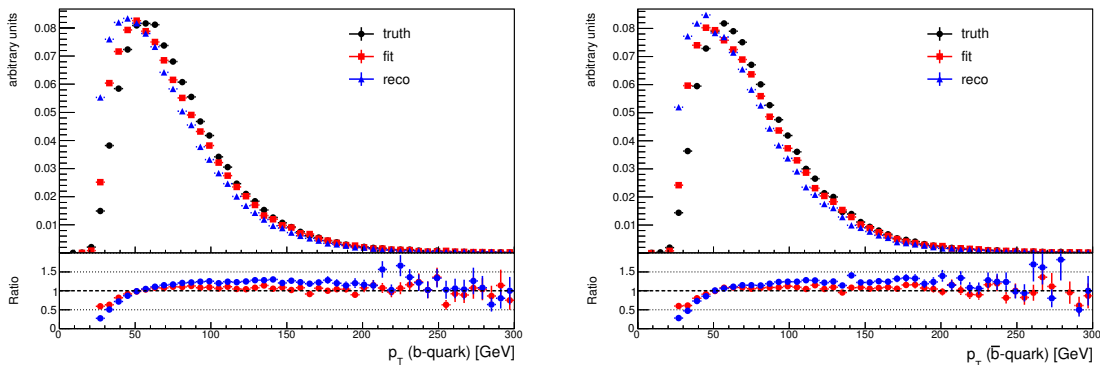 arbitrary units
0.08
0.07
0.06
0.05
0.04
0.03
0.02
0.01
truth
fit
reco
Ratio
1.5
1
0.5
0
0 50 100 150 200 250 300
p_T (b-quark) [GeV]
arbitrary units
0.08
0.07
0.06
0.05
0.04
0.03
0.02
0.01
truth
fit
reco
Ratio
1.5
1
0.5
0
0 50 100 150 200 250 300
p_T (b̄-quark) [GeV]